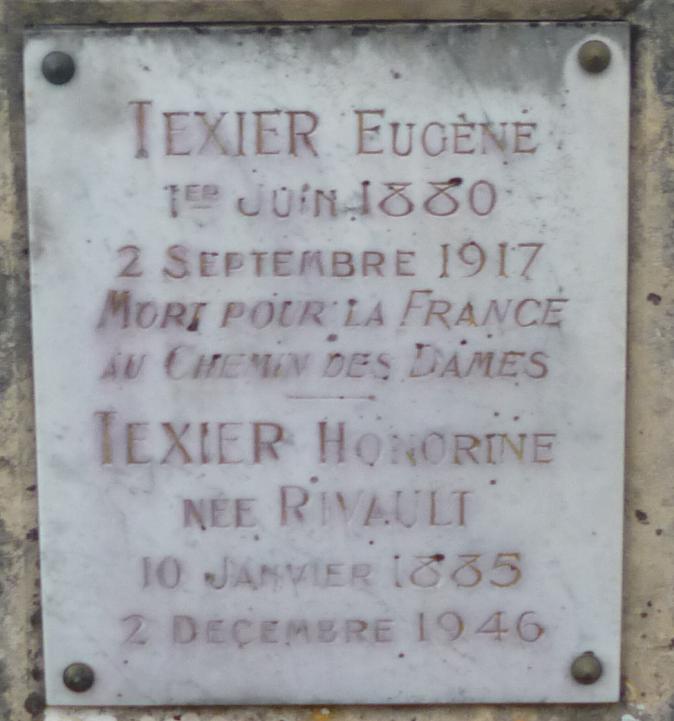 TEXIER EUGÈNE
1ER JUIN 1880
2 SEPTEMBRE 1917
MORT POUR LA FRANCE
AU CHEMIN DES DAMES
TEXIER HONORINE
NÉE RIVAULT
10 JANVIER 1885
2 DECEMBRE 1946